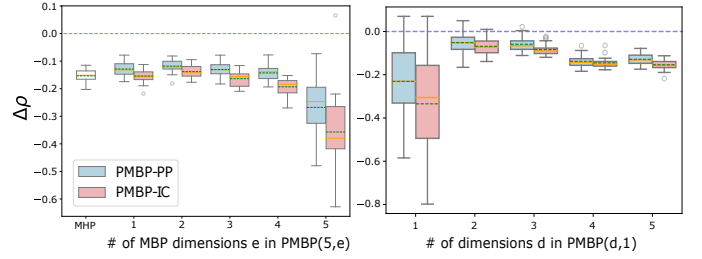 0.1
0.0
−0.1
−0.2
−0.3
−0.4
−0.5
−0.6
Δρ
PMBP-PP
PMBP-IC
MHP 1 2 3 4 5
# of MBP dimensions e in PMBP(5,e)
0.0
−0.2
−0.4
−0.6
−0.8
1 2 3 4 5
# of dimensions d in PMBP(d,1)